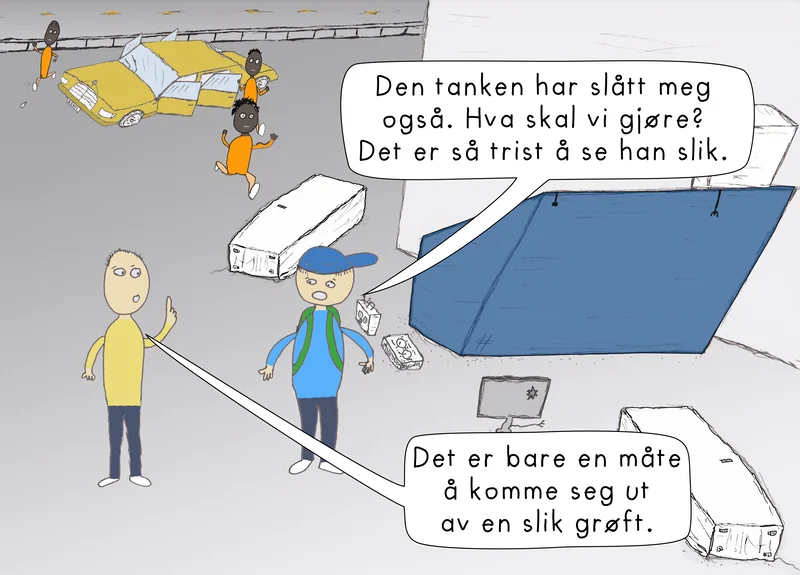 Den tanken har slått meg
også. Hva skal vi gjøre?
Det er så trist å se han slik.
Det er bare en måte
å komme seg ut
av en slik grøft.